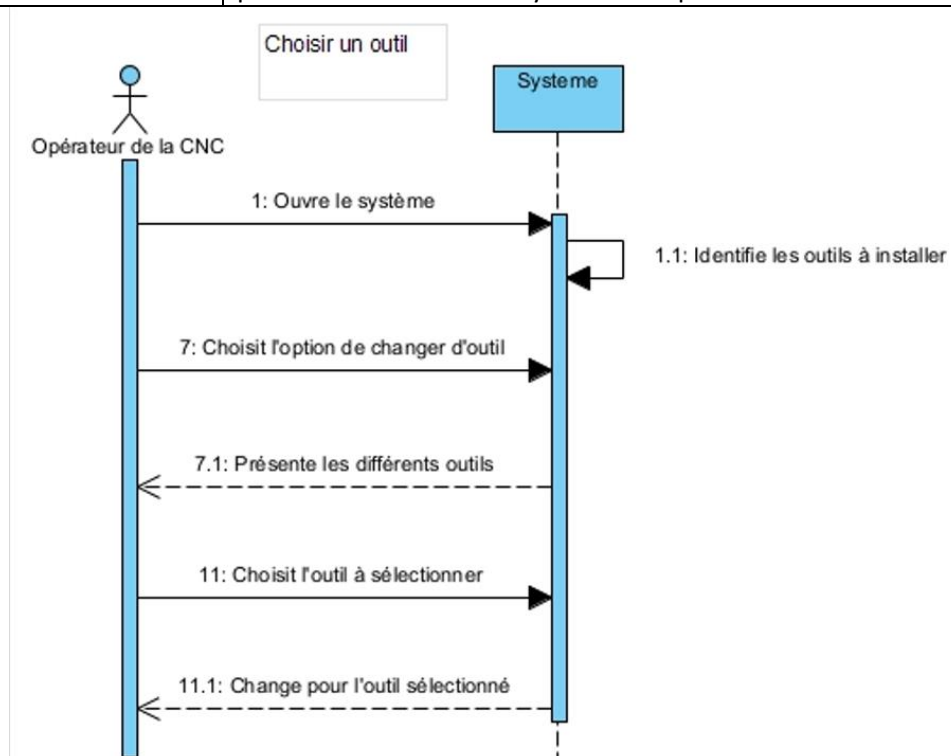 Choisir un outil
Systeme
Opérateur de la CNC
1: Ouvre le système
1.1: Identifie les outils à installer
7: Choisit l'option de changer d'outil
7.1: Présente les différents outils
11: Choisit l'outil à sélectionner
11.1: Change pour l'outil sélectionné